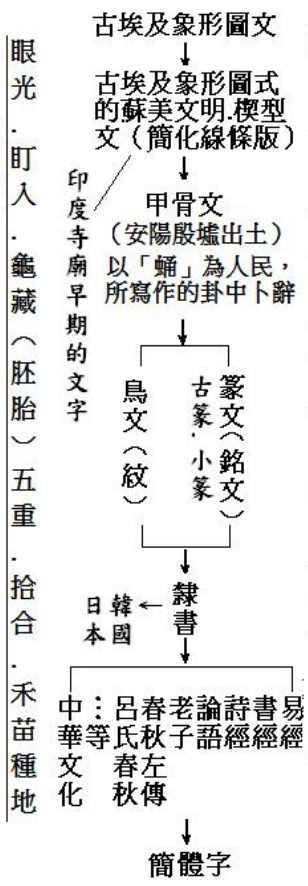 古埃及象形圖文
古埃及象形圖式
的蘇美文明.楔型
文（簡化線條版）
印度寺廟早期的文字
甲骨文
（安陽殷墟出土）
以「蛹」為人民，
所寫作的卦中卜辭
篆文（銘文）
古篆.小篆
鳥文（紋）
隸書
韓國
日本
易經
書經
詩經
論語
老子
春秋左傳
呂氏春秋
…等
中華文化
簡體字
眼光．盯入．龜藏（胚胎）五重．拾合．禾苗種地